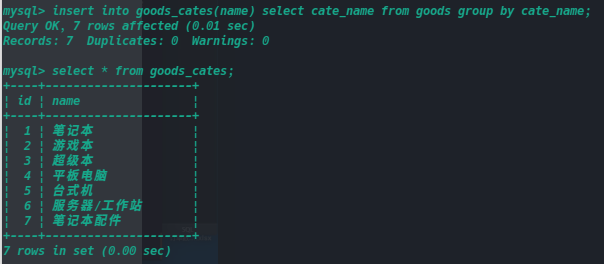 mysql> insert into goods_cates(name) select cate_name from goods group by cate_name;
Query OK, 7 rows affected (0.01 sec)
Records: 7  Duplicates: 0  Warnings: 0

mysql> select * from goods_cates;
+----+---------------------+
| id | name                |
+----+---------------------+
|  1 | 笔记本              |
|  2 | 游戏本              |
|  3 | 超级本              |
|  4 | 平板电脑            |
|  5 | 台式机              |
|  6 | 服务器/工作站       |
|  7 | 笔记本配件          |
+----+---------------------+
7 rows in set (0.00 sec)